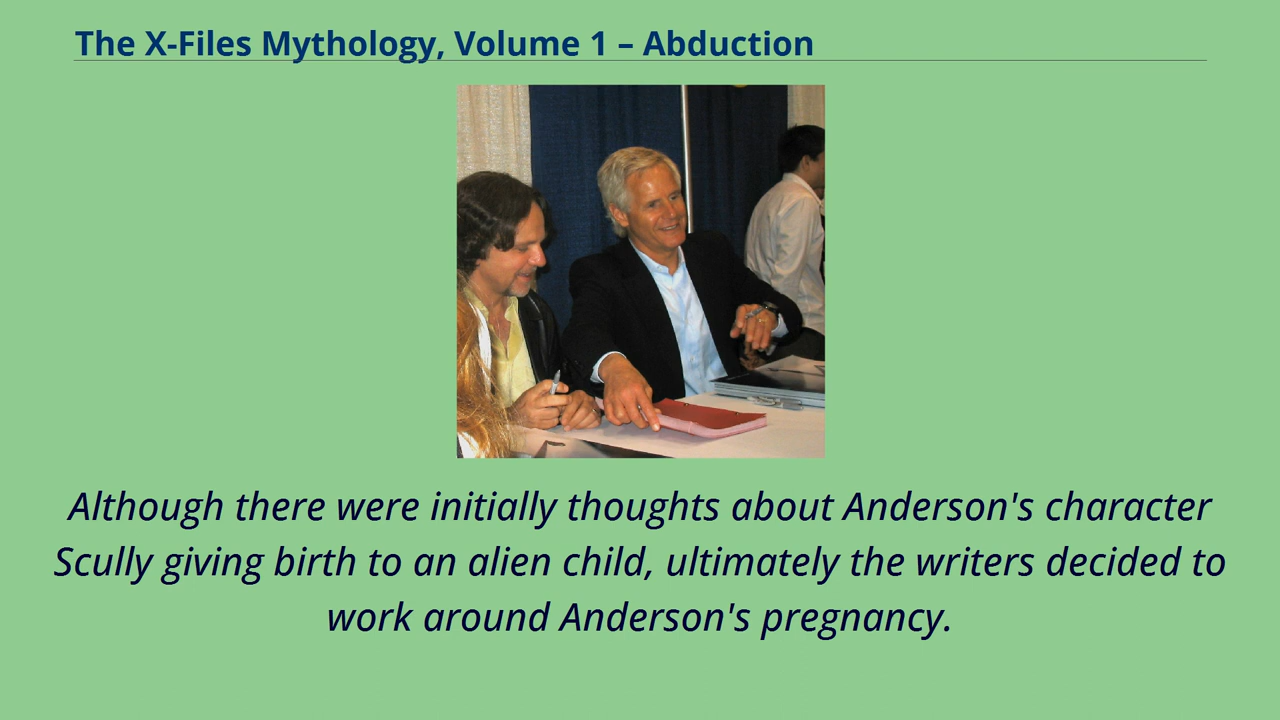 The X-Files Mythology, Volume 1 – Abduction
Although there were initially thoughts about Anderson's character
Scully giving birth to an alien child, ultimately the writers decided to
work around Anderson's pregnancy.